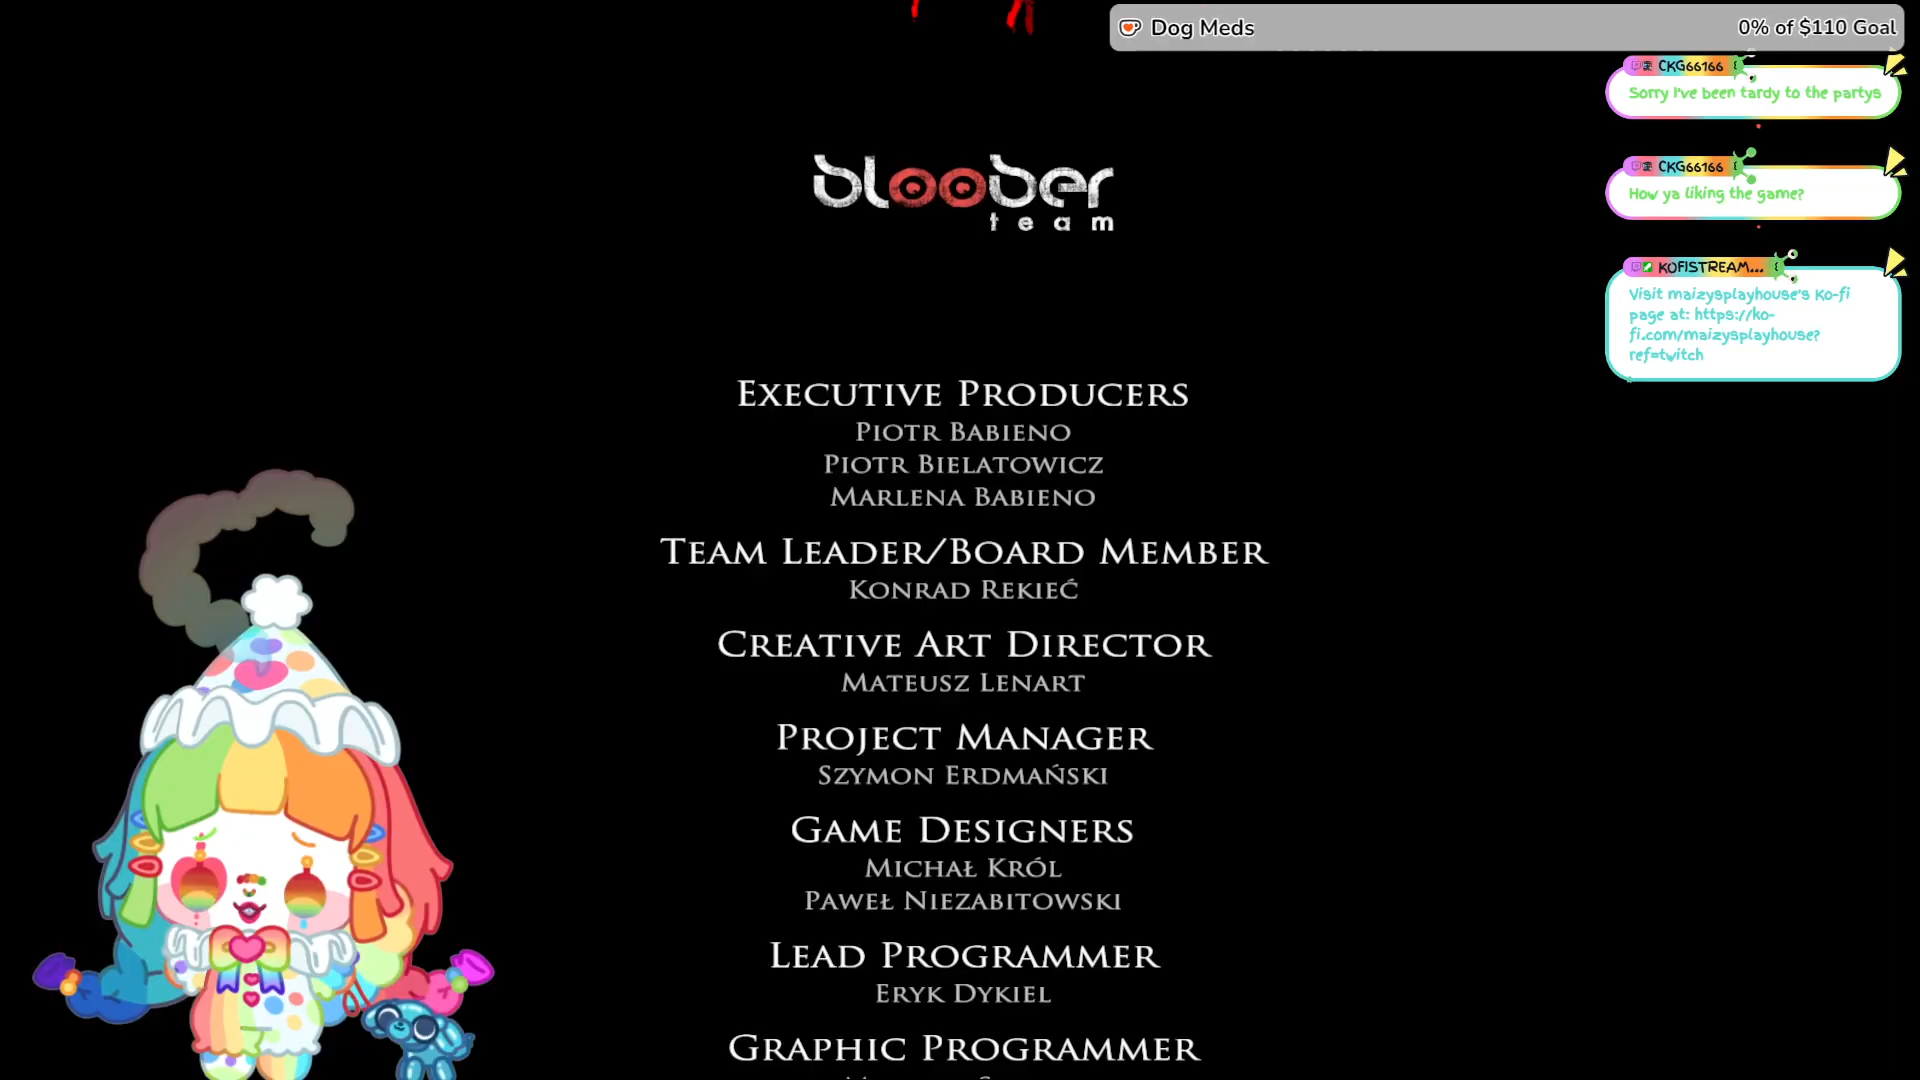 Dog Meds
0% of $110 Goal
CKG66166
Sorry I've been tardy to the partys
CKG66166
How ya liking the game?
KOFISTREAM...
Visit maizysplayhouse's Ko-fi
page at: https://ko-
fi.com/maizysplayhouse?
ref=twitch
bloober
team
Executive Producers
Piotr Babieno
Piotr Bielatowicz
Marlena Babieno
Team Leader/Board Member
Konrad Rekieć
Creative Art Director
Mateusz Lenart
Project Manager
Szymon Erdmański
Game Designers
Michał Król
Paweł Niezabitowski
Lead Programmer
Eryk Dykiel
Graphic Programmer